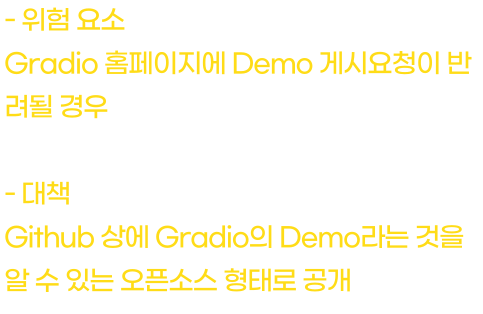 - 위험 요소
Gradio 홈페이지에 Demo 게시요청이 반
려될 경우
- 대책
Github 상에 Gradio의 Demo라는 것을
알 수 있는 오픈소스 형태로 공개